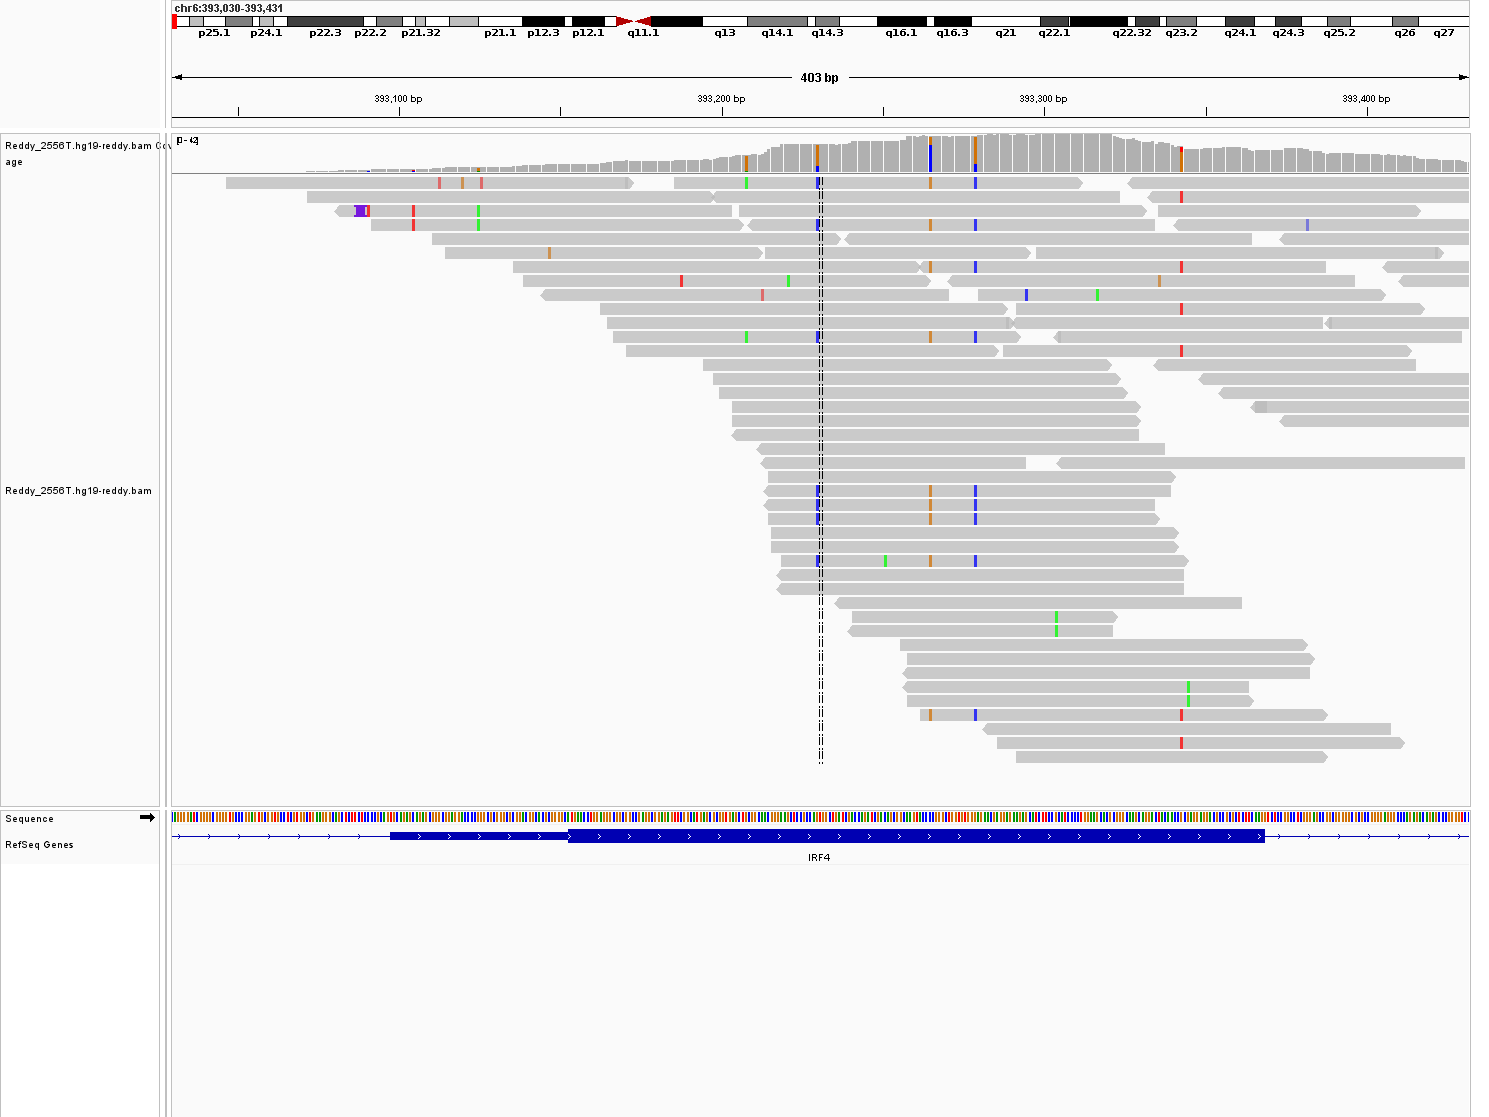 chr6:393,030-393,431
p25.1 p24.1 p22.3 p22.2 p21.32 p21.1 p12.3 p12.1 q11.1 q13 q14.1 q14.3 q16.1 q16.3 q21 q22.1 q22.32 q23.2 q24.1 q24.3 q25.2 q26 q27
403 bp
393,100 bp 393,200 bp 393,300 bp 393,400 bp
Reddy_2556T.hg19-reddy.bam Cov
age
[0 - 42]
Reddy_2556T.hg19-reddy.bam
Sequence
RefSeq Genes
IRF4